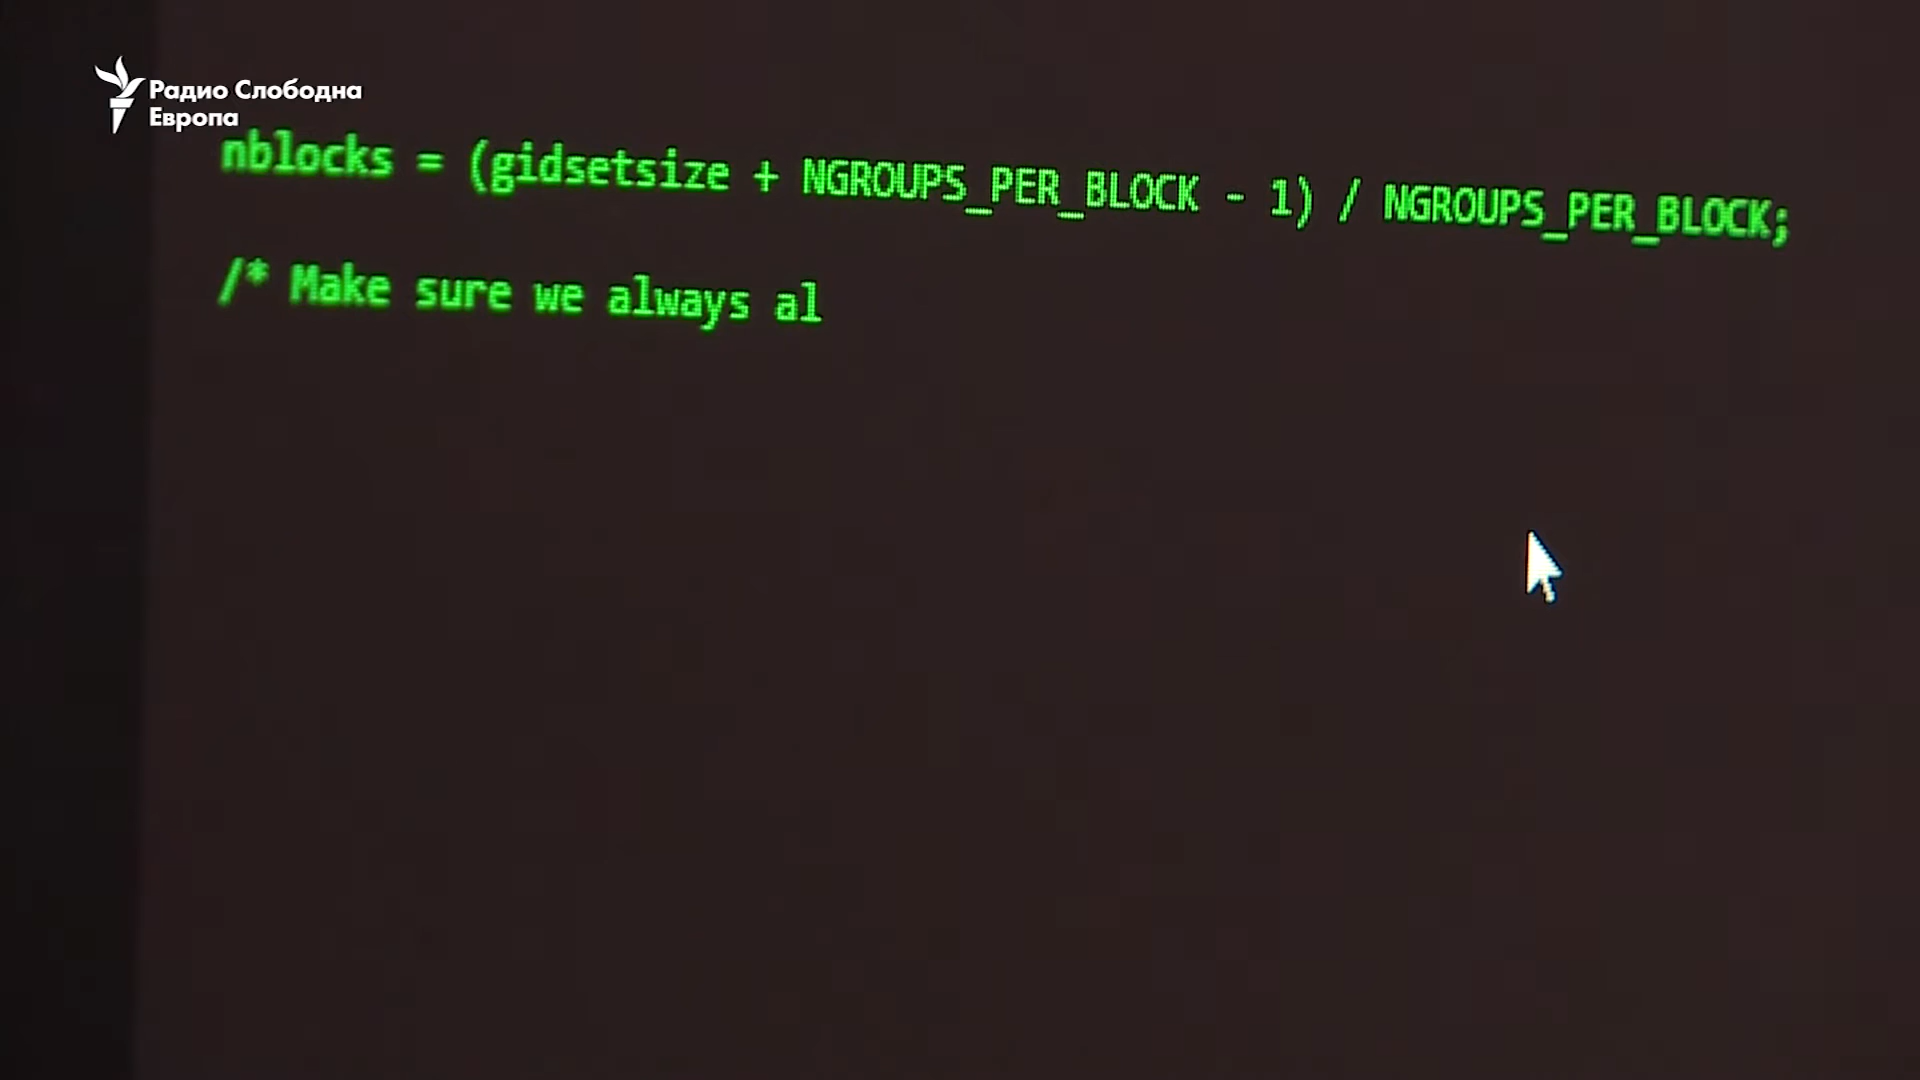 Радио Слободна
Европа
nblocks = (gidsetsize + NGROUPS_PER_BLOCK - 1) / NGROUPS_PER_BLOCK;
/* Make sure we always al